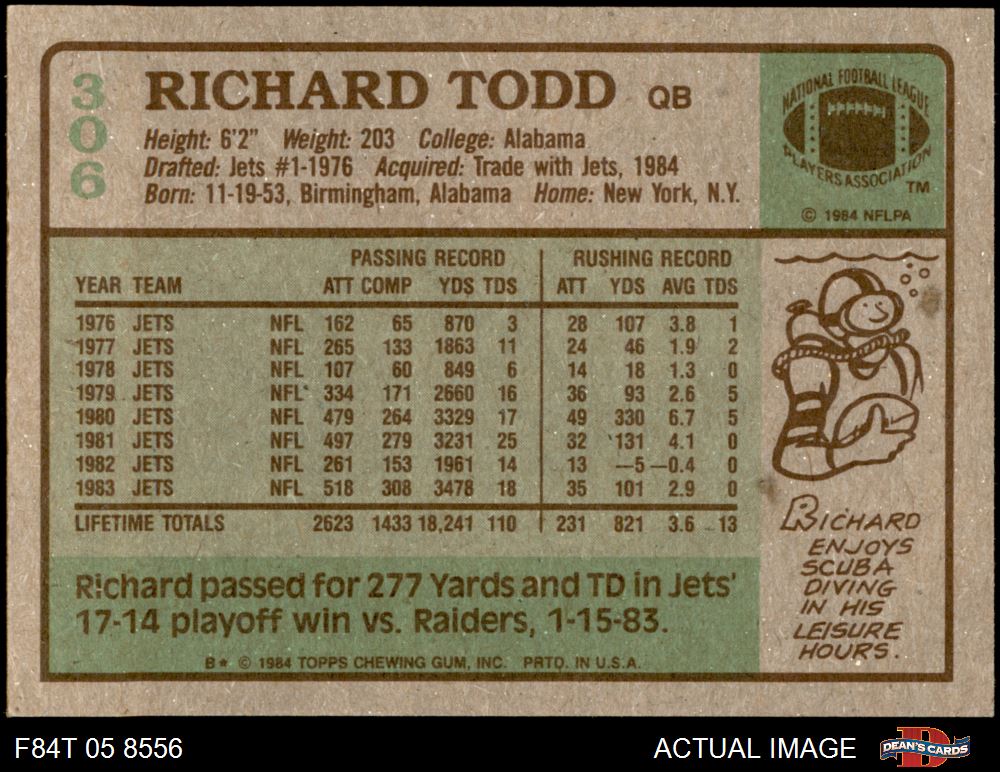 306
RICHARD TODD QB
Height: 6'2" Weight: 203 College: Alabama
Drafted: Jets #1-1976 Acquired: Trade with Jets, 1984
Born: 11-19-53, Birmingham, Alabama Home: New York, N.Y.
NATIONAL FOOTBALL LEAGUE
PLAYERS ASSOCIATION
TM
© 1984 NFLPA
PASSING RECORD RUSHING RECORD
YEAR TEAM ATT COMP YDS TDS ATT YDS AVG TDS
1976 JETS NFL 162 65 870 3 28 107 3.8 1
1977 JETS NFL 265 133 1863 11 24 46 1.9 2
1978 JETS NFL 107 60 849 6 14 18 1.3 0
1979 JETS NFL 334 171 2660 16 36 93 2.6 5
1980 JETS NFL 479 264 3329 17 49 330 6.7 5
1981 JETS NFL 497 279 3231 25 32 131 4.1 0
1982 JETS NFL 261 153 1961 14 13 —5 —0.4 0
1983 JETS NFL 518 308 3478 18 35 101 2.9 0
LIFETIME TOTALS 2623 1433 18,241 110 231 821 3.6 13
Richard passed for 277 Yards and TD in Jets'
17-14 playoff win vs. Raiders, 1-15-83.
B* © 1984 TOPPS CHEWING GUM, INC. PRTD. IN U.S.A.
RICHARD
ENJOYS
SCUBA
DIVING
IN HIS
LEISURE
HOURS.
F84T 05 8556 ACTUAL IMAGE DEAN'S CARDS